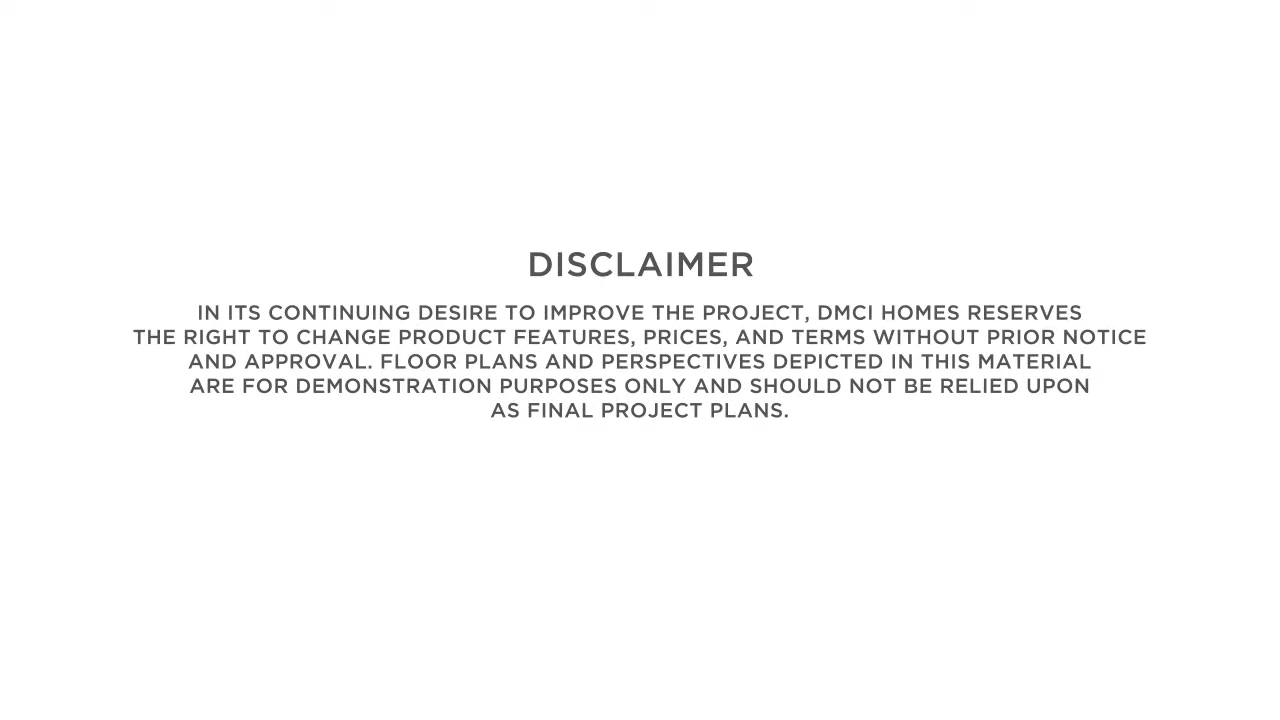 DISCLAIMER
IN ITS CONTINUING DESIRE TO IMPROVE THE PROJECT, DMCI HOMES RESERVES
THE RIGHT TO CHANGE PRODUCT FEATURES, PRICES, AND TERMS WITHOUT PRIOR NOTICE
AND APPROVAL. FLOOR PLANS AND PERSPECTIVES DEPICTED IN THIS MATERIAL
ARE FOR DEMONSTRATION PURPOSES ONLY AND SHOULD NOT BE RELIED UPON
AS FINAL PROJECT PLANS.